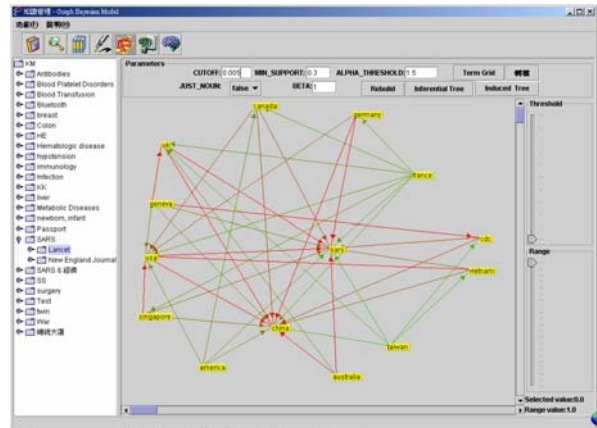 Graph Bayesian Model
KM
Antibodies
Blood Platelet Disorders
Blood Transfusion
Bluetooth
breast
Colon
HE
Hematologic disease
hypotension
immunology
Infection
KK
liver
Metabolic Diseases
newborn, infant
Passport
SARS
Lancet
New England Journal
SARS & 經濟
SS
surgery
Test
twin
War
Parameters
CUTOFF: 0.005 MIN_SUPPORT: 0.3 ALPHA_THRESHOLD: 1.5 Term Grid
JUST_NOUN: false BETA: 1 Rebuild Inferential Tree Induced Tree
canada
germany
uk
france
geneva
usa
sars
cdc
vietnam
singapore
china
taiwan
america
australia
Threshold
Range
Selected value:0.0
Range value:1.0